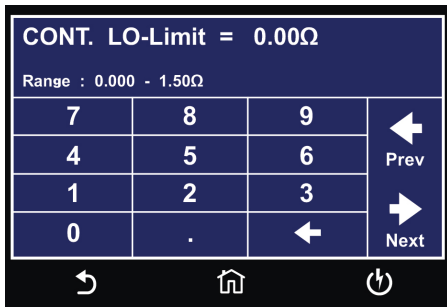 CONT. LO-Limit = 0.00Ω
Range : 0.000 - 1.50Ω
7 8 9
4 5 6 Prev
1 2 3
0 . Next